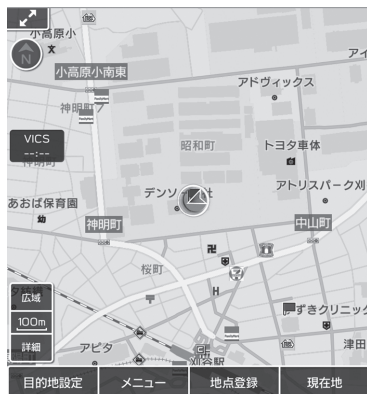 小高原小
N
小高原小南東
アイ
アドヴィックス
神明町7
VICS
--:--
昭和町
トヨタ車体
デンソー
社
アトリスパーク刈
あおば保育園
神明町
中山町
桜町
H
広域
100m
詳細
ずきクリニック
アピタ
刈谷駅
津田
目的地設定
メニュー
地点登録
現在地